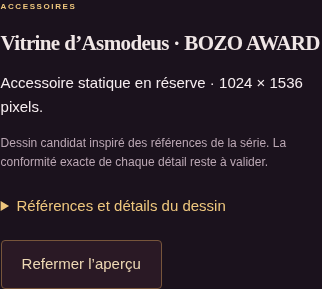 ACCESSOIRES
Vitrine d’Asmodeus · BOZO AWARD
Accessoire statique en réserve · 1024 × 1536
pixels.
Dessin candidat inspiré des références de la série. La
conformité exacte de chaque détail reste à valider.
▶ Références et détails du dessin
Refermer l’aperçu